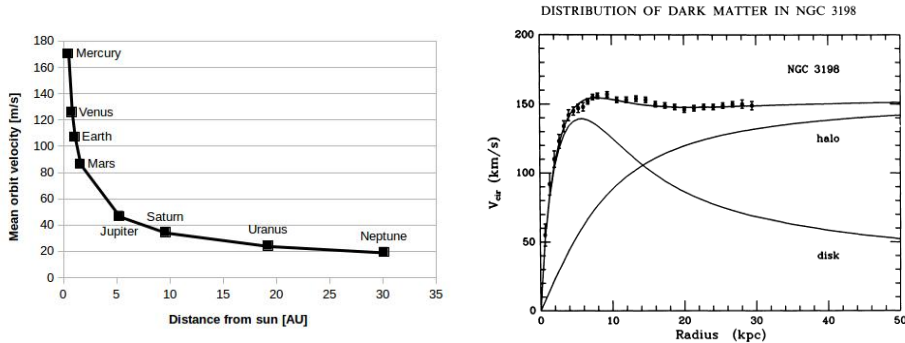 180
160
140
120
100
80
60
40
20
0
Mean orbit velocity [m/s]
Mercury
Venus
Earth
Mars
Jupiter
Saturn
Uranus
Neptune
0 5 10 15 20 25 30 35
Distance from sun [AU]
DISTRIBUTION OF DARK MATTER IN NGC 3198
200
150
100
50
0
V cir (km/s)
NGC 3198
halo
disk
0 10 20 30 40 50
Radius (kpc)